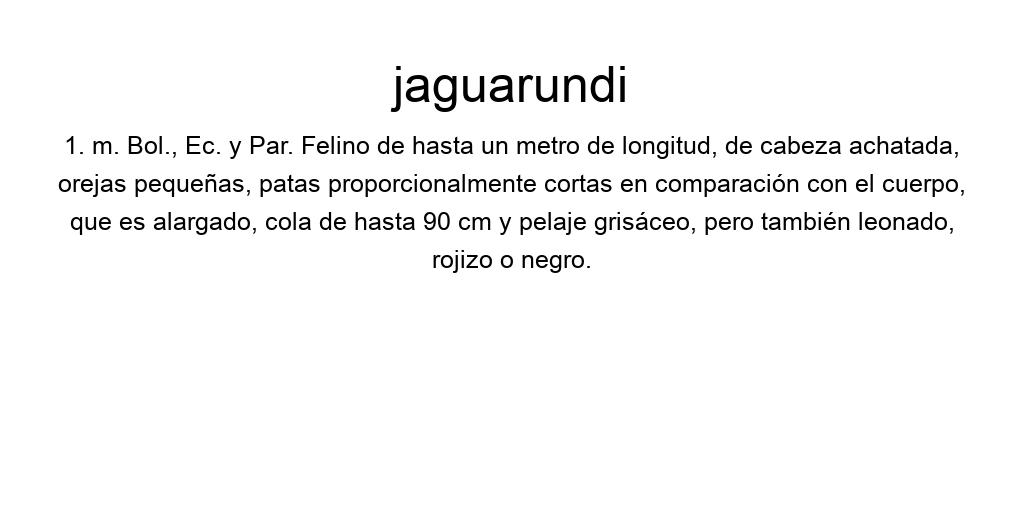 jaguarundi
1. m. Bol., Ec. y Par. Felino de hasta un metro de longitud, de cabeza achatada,
orejas pequeñas, patas proporcionalmente cortas en comparación con el cuerpo,
que es alargado, cola de hasta 90 cm y pelaje grisáceo, pero también leonado,
rojizo o negro.